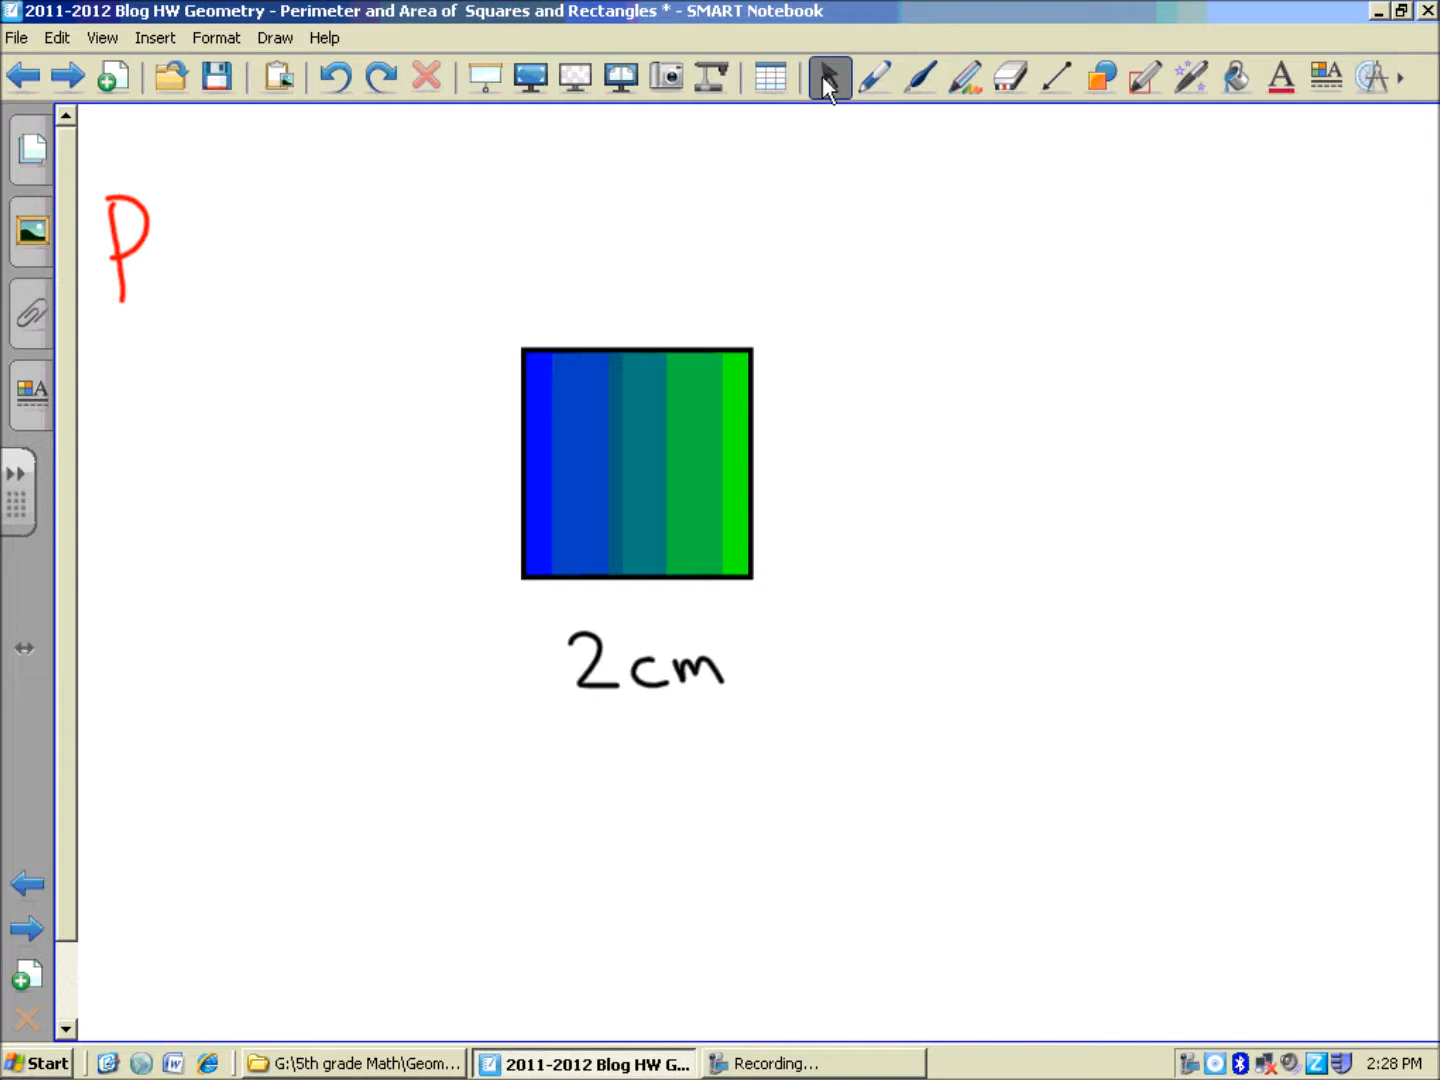 2011-2012 Blog HW Geometry - Perimeter and Area of Squares and Rectangles * - SMART Notebook
File Edit View Insert Format Draw Help
P
2cm
Start G:\5th grade Math\Geom... 2011-2012 Blog HW G... Recording... 2:28 PM